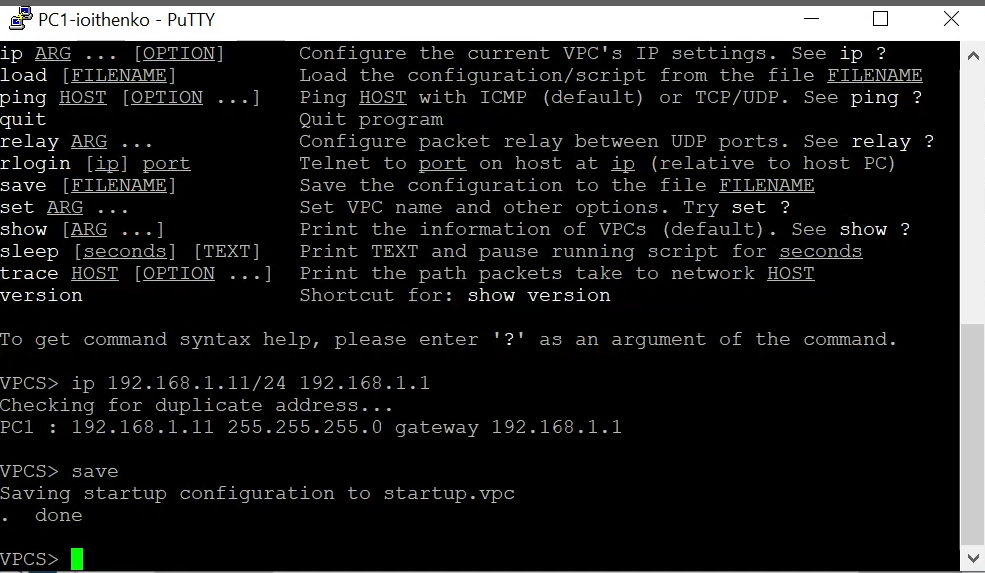 PC1-ioithenko - PuTTY
ip ARG ... [OPTION] Configure the current VPC's IP settings. See ip ?
load [FILENAME] Load the configuration/script from the file FILENAME
ping HOST [OPTION ...] Ping HOST with ICMP (default) or TCP/UDP. See ping ?
quit Quit program
relay ARG ... Configure packet relay between UDP ports. See relay ?
rlogin [ip] port Telnet to port on host at ip (relative to host PC)
save [FILENAME] Save the configuration to the file FILENAME
set ARG ... Set VPC name and other options. Try set ?
show [ARG ...] Print the information of VPCs (default). See show ?
sleep [seconds] [TEXT] Print TEXT and pause running script for seconds
trace HOST [OPTION ...] Print the path packets take to network HOST
version Shortcut for: show version
To get command syntax help, please enter '?' as an argument of the command.
VPCS> ip 192.168.1.11/24 192.168.1.1
Checking for duplicate address...
PC1 : 192.168.1.11 255.255.255.0 gateway 192.168.1.1
VPCS> save
Saving startup configuration to startup.vpc
. done
VPCS>